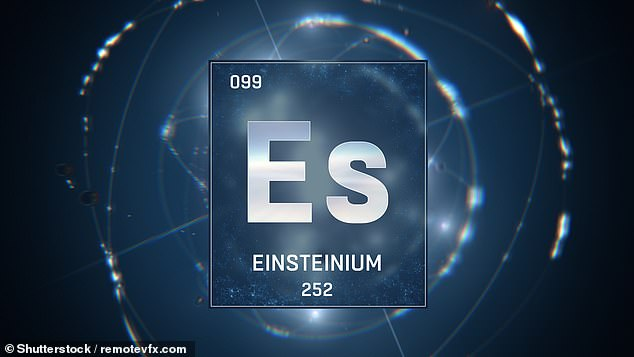 099
Es
EINSTEINIUM
252
© Shutterstock / remotevfx.com